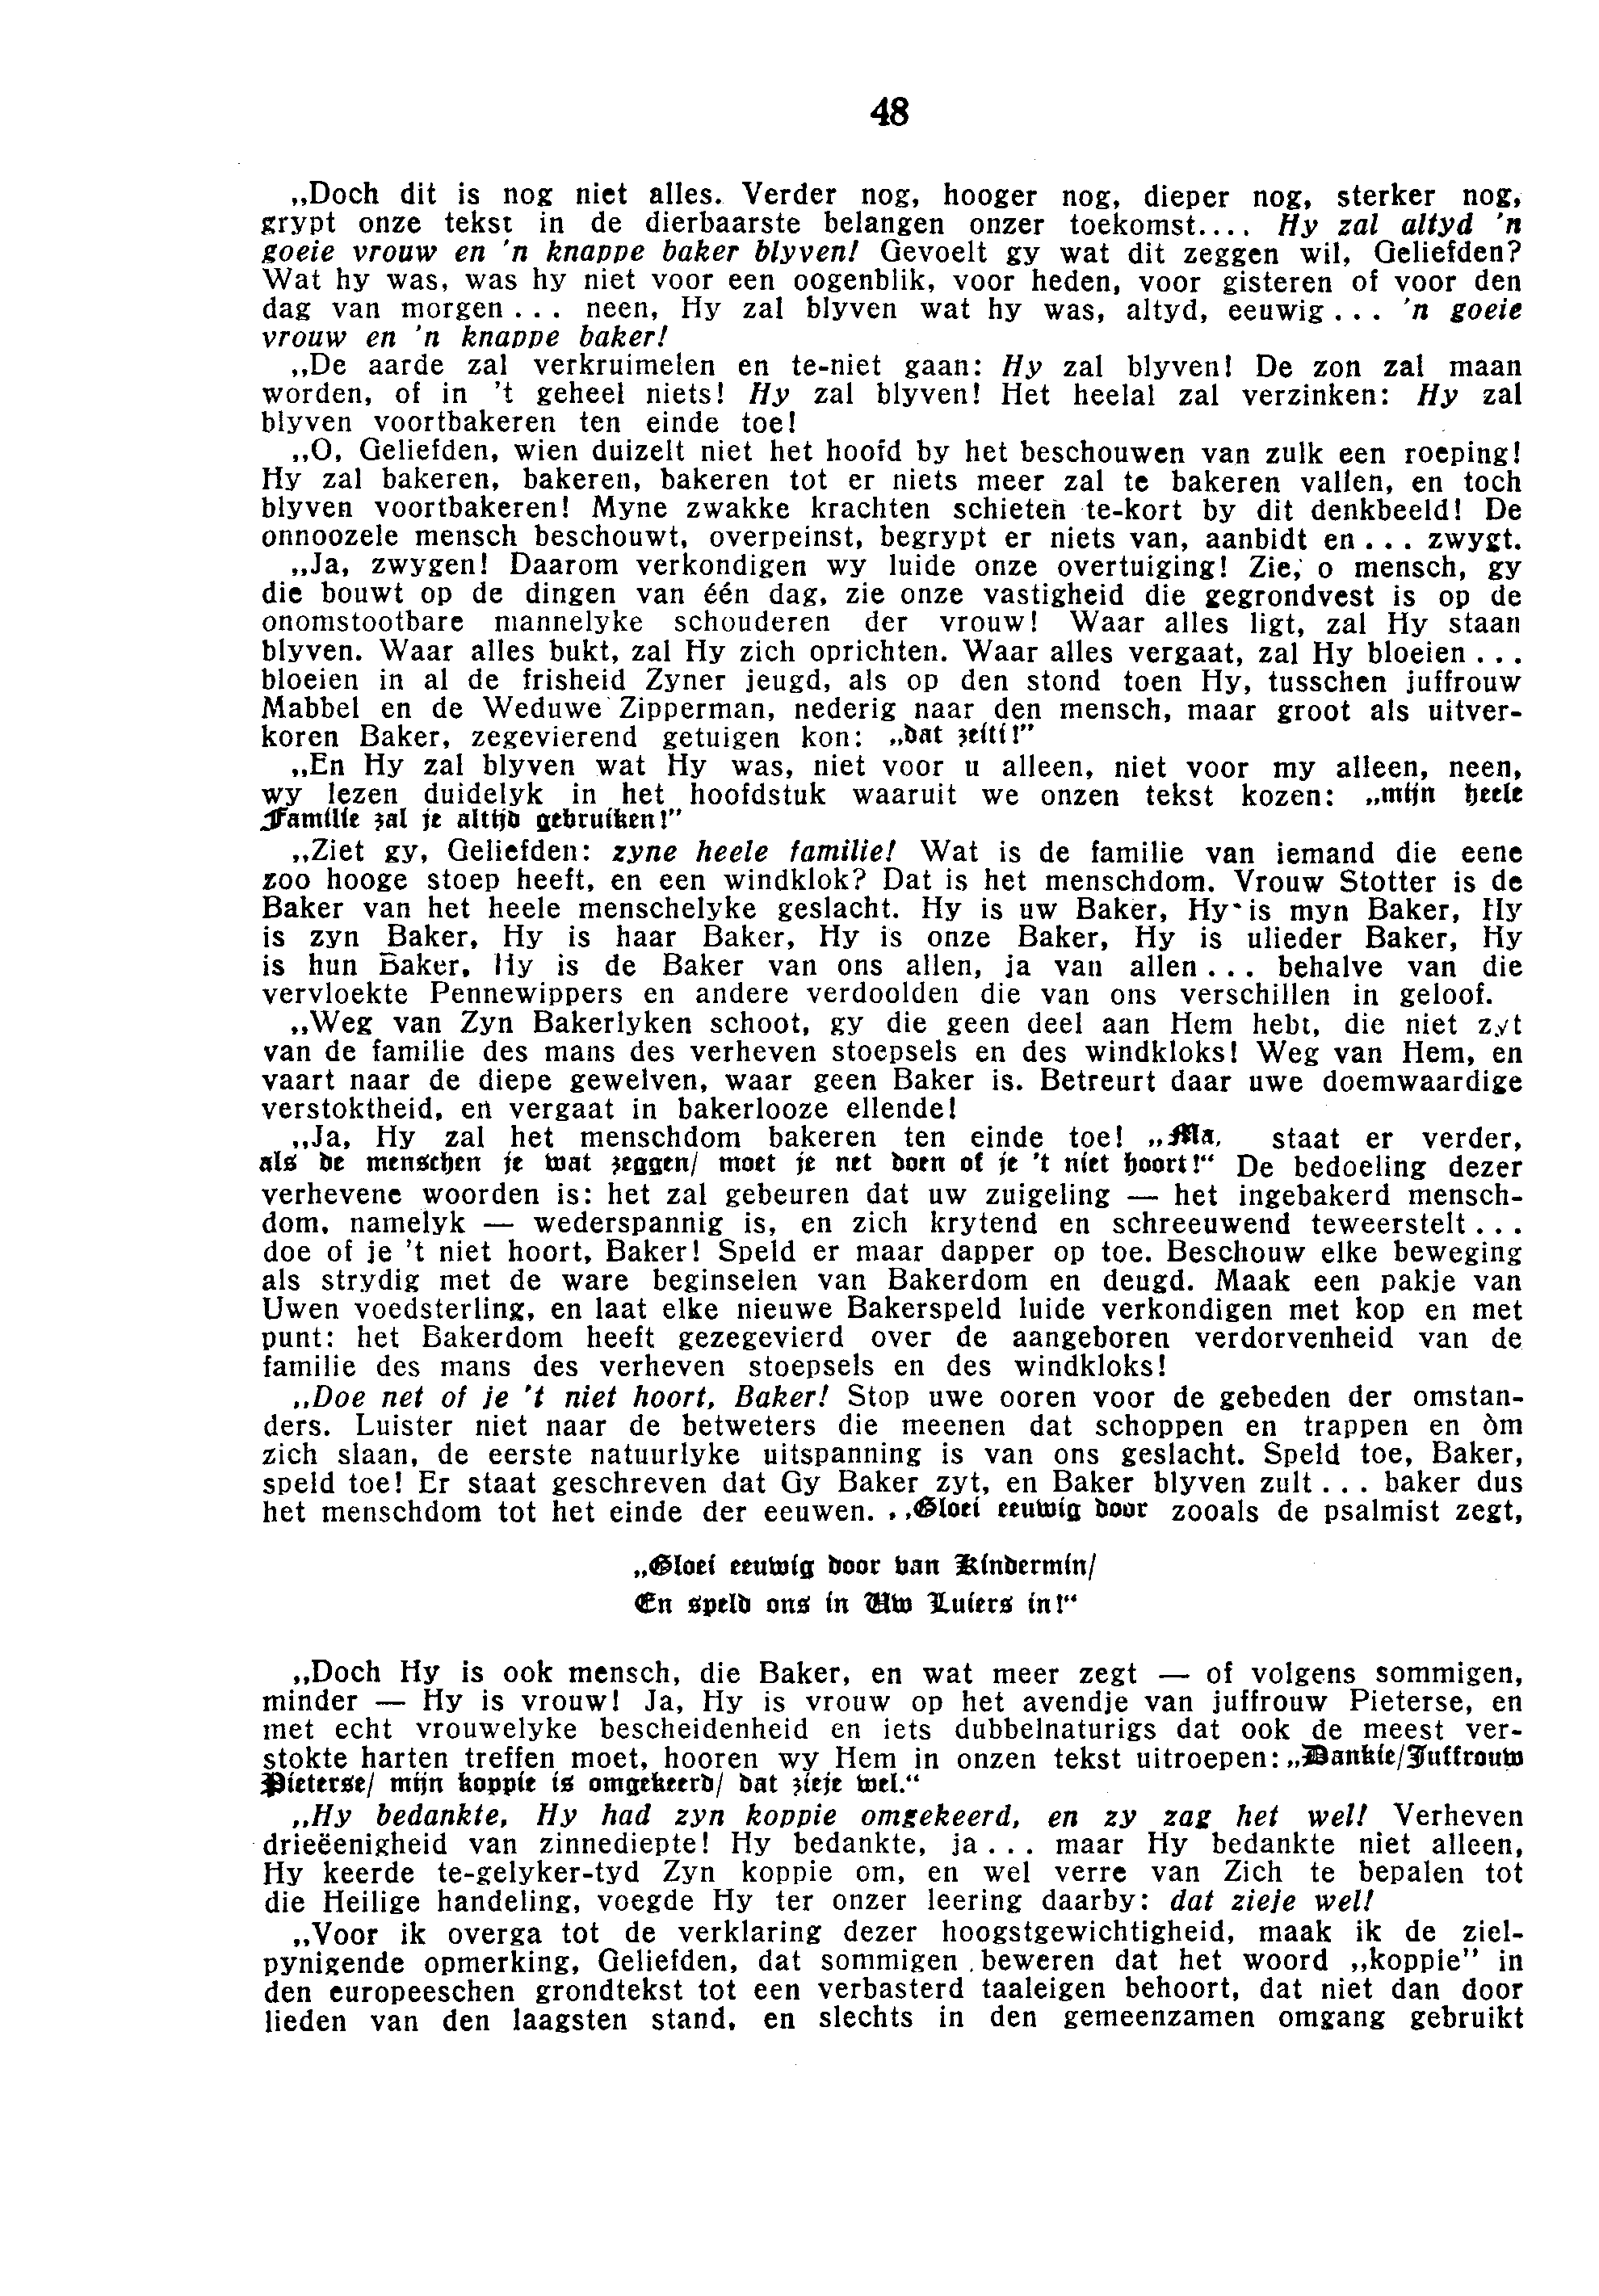 48
„Doch dit is nog niet alles. Verder nog, hooger nog, dieper nog, sterker nog,
grypt onze tekst in de dierbaarste belangen onzer toekomst.... Hy zal altyd 'n
goeie vrouw en 'n knappe baker blyven! Gevoelt gy wat dit zeggen wil, Geliefden?
Wat hy was, was hy niet voor een oogenblik, voor heden, voor gisteren of voor den
dag van morgen ... neen, Hy zal blyven wat hy was, altyd, eeuwig ... 'n goeie
vrouw en 'n knappe baker!
„De aarde zal verkruimelen en te-niet gaan: Hy zal blyven! De zon zal maan
worden, of in 't geheel niets! Hy zal blyven! Het heelal zal verzinken: Hy zal
blyven voortbakeren ten einde toe!
„O, Geliefden, wien duizelt niet het hoofd by het beschouwen van zulk een roeping!
Hy zal bakeren, bakeren, bakeren tot er niets meer zal te bakeren vallen, en toch
blyven voortbakeren! Myne zwakke krachten schieten te-kort by dit denkbeeld! De
onnoozele mensch beschouwt, overpeinst, begrypt er niets van, aanbidt en ... zwygt.
„Ja, zwygen! Daarom verkondigen wy luide onze overtuiging! Zie, o mensch, gy
die bouwt op de dingen van één dag, zie onze vastigheid die gegrondvest is op de
onomstootbare mannelyke schouderen der vrouw! Waar alles ligt, zal Hy staan
blyven. Waar alles bukt, zal Hy zich oprichten. Waar alles vergaat, zal Hy bloeien ...
bloeien in al de frisheid Zyner jeugd, als op den stond toen Hy, tusschen juffrouw
Mabbel en de Weduwe Zipperman, nederig naar den mensch, maar groot als uitver-
koren Baker, zegevierend getuigen kon: „dat zeiti!"
„En Hy zal blyven wat Hy was, niet voor u alleen, niet voor my alleen, neen,
wy lezen duidelyk in het hoofdstuk waaruit we onzen tekst kozen: „mijn heele
Familie zal je altijd gebruiken!"
„Ziet gy, Geliefden: zyne heele familie! Wat is de familie van iemand die eene
zoo hooge stoep heeft, en een windklok? Dat is het menschdom. Vrouw Stotter is de
Baker van het heele menschelyke geslacht. Hy is uw Baker, Hy is myn Baker, Hy
is zyn Baker, Hy is haar Baker, Hy is onze Baker, Hy is ulieder Baker, Hy
is hun Baker, Hy is de Baker van ons allen, ja van allen ... behalve van die
vervloekte Pennewippers en andere verdoolden die van ons verschillen in geloof.
„Weg van Zyn Bakerlyken schoot, gy die geen deel aan Hem hebt, die niet zyt
van de familie des mans des verheven stoepsels en des windkloks! Weg van Hem, en
vaart naar de diepe gewelven, waar geen Baker is. Betreurt daar uwe doemwaardige
verstoktheid, en vergaat in bakerlooze ellende!
„Ja, Hy zal het menschdom bakeren ten einde toe! „Ma, staat er verder,
als de menschen je wat zeggen/ moet je net doen of je 't niet hoort!“ De bedoeling dezer
verhevene woorden is: het zal gebeuren dat uw zuigeling — het ingebakerd mensch-
dom, namelyk — wederspannig is, en zich krytend en schreeuwend teweerstelt ...
doe of je 't niet hoort, Baker! Speld er maar dapper op toe. Beschouw elke beweging
als strydig met de ware beginselen van Bakerdom en deugd. Maak een pakje van
Uwen voedsterling, en laat elke nieuwe Bakerspeld luide verkondigen met kop en met
punt: het Bakerdom heeft gezegevierd over de aangeboren verdorvenheid van de
familie des mans des verheven stoepsels en des windkloks!
„Doe net of je 't niet hoort, Baker! Stop uwe ooren voor de gebeden der omstan-
ders. Luister niet naar de betweters die meenen dat schoppen en trappen en òm
zich slaan, de eerste natuurlyke uitspanning is van ons geslacht. Speld toe, Baker,
speld toe! Er staat geschreven dat Gy Baker zyt, en Baker blyven zult ... baker dus
het menschdom tot het einde der eeuwen. . ,Gloei eeuwig door zooals de psalmist zegt,
„Gloei eeuwig door van Kindermin/
En speld ons in Uw Luiers in!“
„Doch Hy is ook mensch, die Baker, en wat meer zegt — of volgens sommigen,
minder — Hy is vrouw! Ja, Hy is vrouw op het avendje van juffrouw Pieterse, en
met echt vrouwelyke bescheidenheid en iets dubbelnaturigs dat ook de meest ver-
stokte harten treffen moet, hooren wy Hem in onzen tekst uitroepen: „Dankie/Juffrouw
Pieterse/ mijn koppie is omgekeerd/ dat zieje wel.“
„Hy bedankte, Hy had zyn koppie omgekeerd, en zy zag het wel! Verheven
drieëenigheid van zinnediepte! Hy bedankte, ja ... maar Hy bedankte niet alleen,
Hy keerde te-gelyker-tyd Zyn koppie om, en wel verre van Zich te bepalen tot
die Heilige handeling, voegde Hy ter onzer leering daarby: dat zieje wel!
„Voor ik overga tot de verklaring dezer hoogstgewichtigheid, maak ik de ziel-
pynigende opmerking, Geliefden, dat sommigen beweren dat het woord „koppie" in
den europeeschen grondtekst tot een verbasterd taaleigen behoort, dat niet dan door
lieden van den laagsten stand, en slechts in den gemeenzamen omgang gebruikt